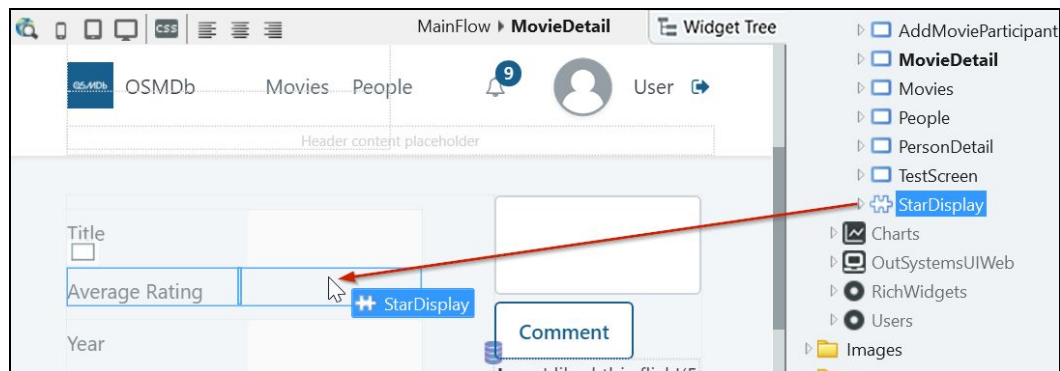 CSS
MainFlow MovieDetail
Widget Tree
OSMDb
OSMDb
Movies
People
9
User
Header content placeholder
Title
Average Rating
StarDisplay
Year
Comment
AddMovieParticipant
MovieDetail
Movies
People
PersonDetail
TestScreen
StarDisplay
Charts
OutSystemsUIWeb
RichWidgets
Users
Images